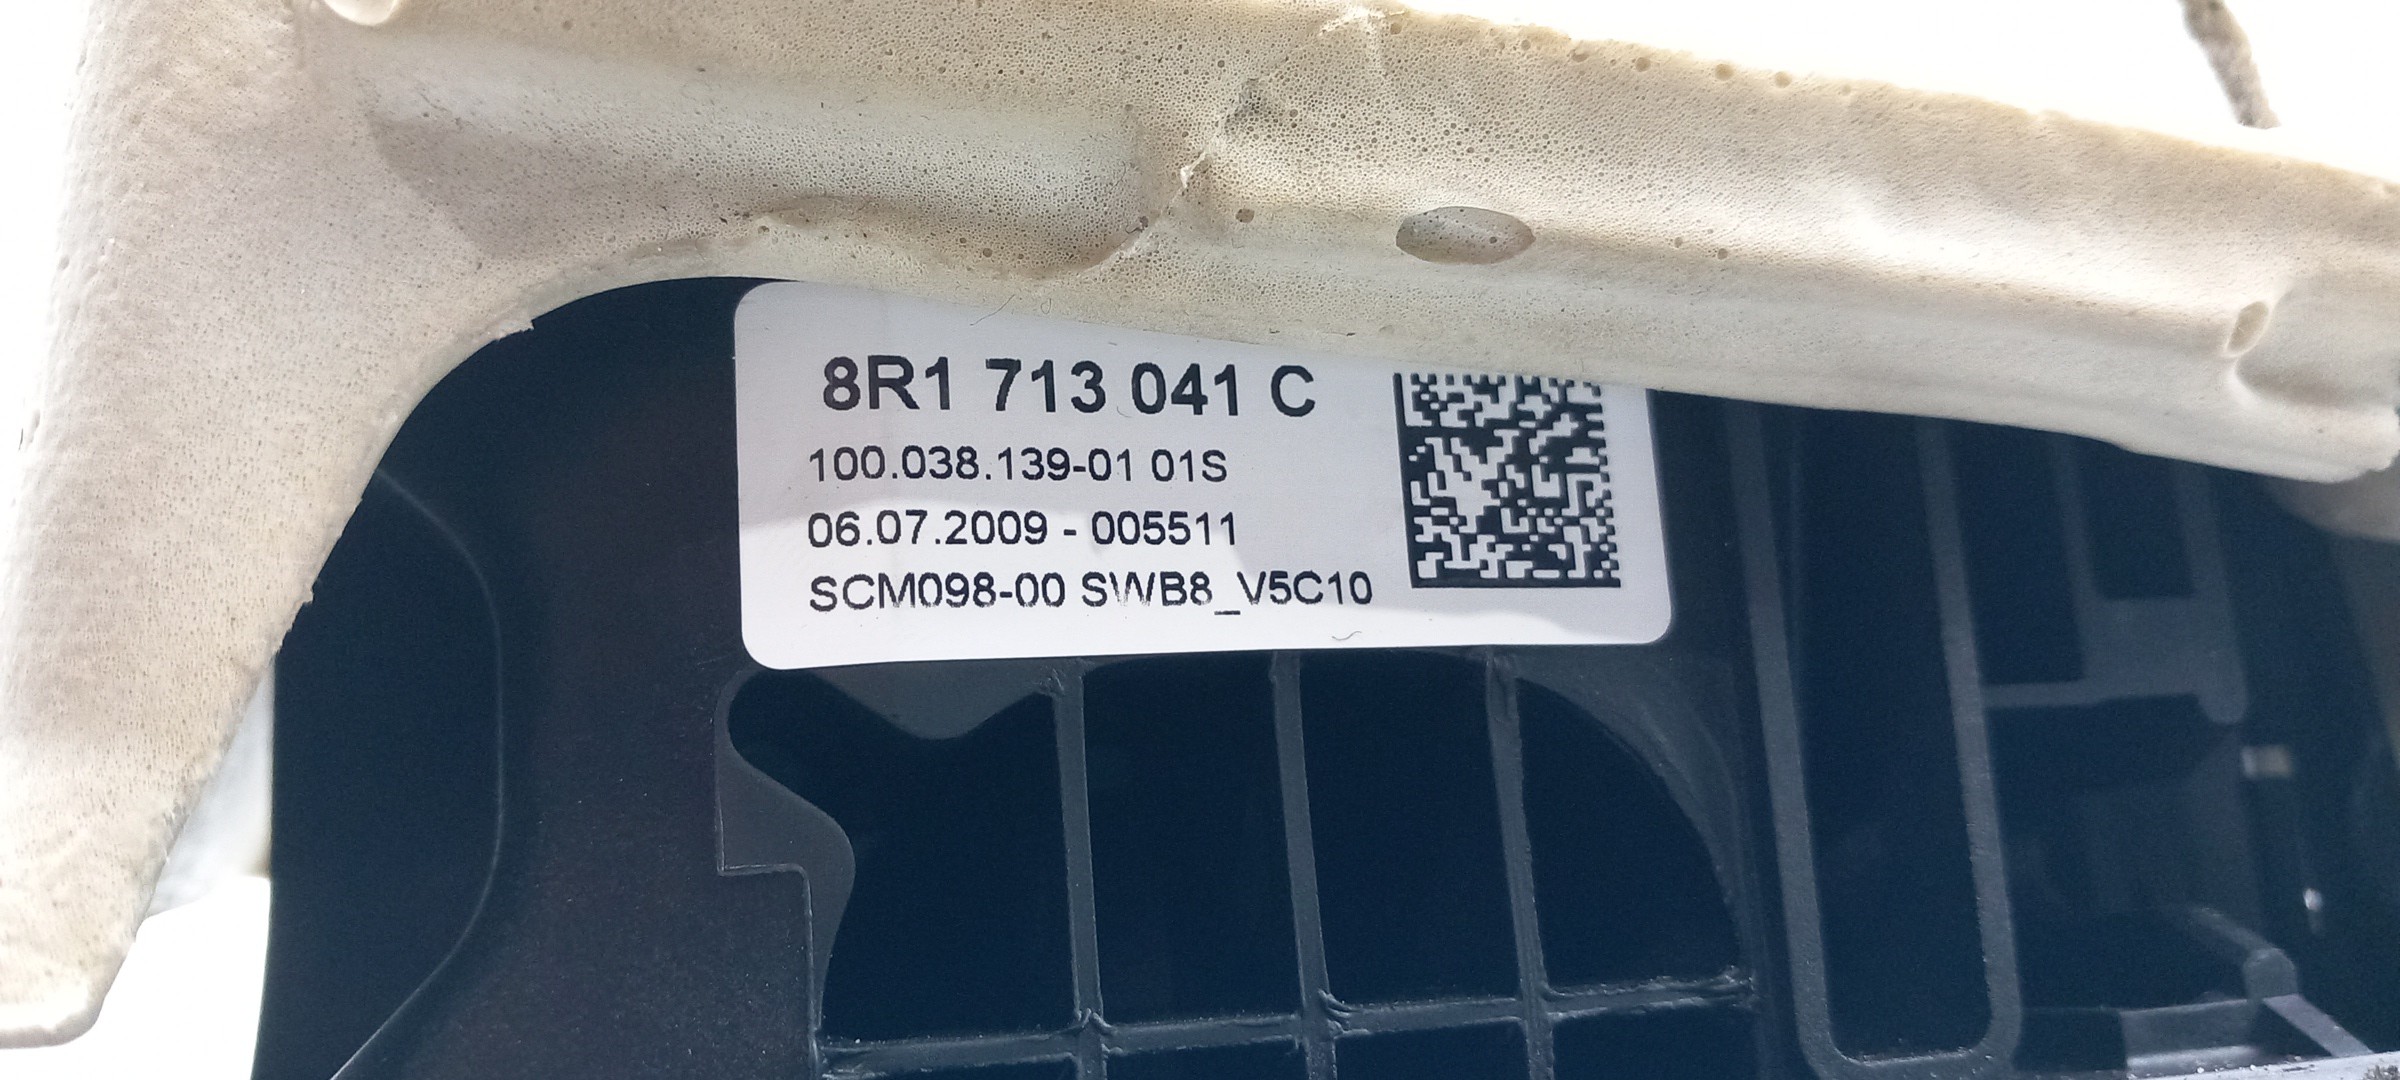 8R1 713 041 C
100.038.139-01 01S
06.07.2009 - 005511
SCM098-00 SWB8_V5C10